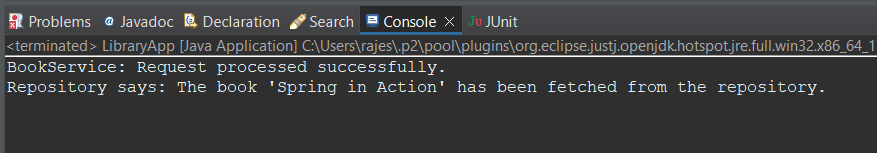 Problems @ Javadoc Declaration Search Console JUnit
<terminated> LibraryApp [Java Application] C:\Users\rajes\.p2\pool\plugins\org.eclipse.justj.openjdk.hotspot.jre.full.win32.x86_64_1
BookService: Request processed successfully.
Repository says: The book 'Spring in Action' has been fetched from the repository.